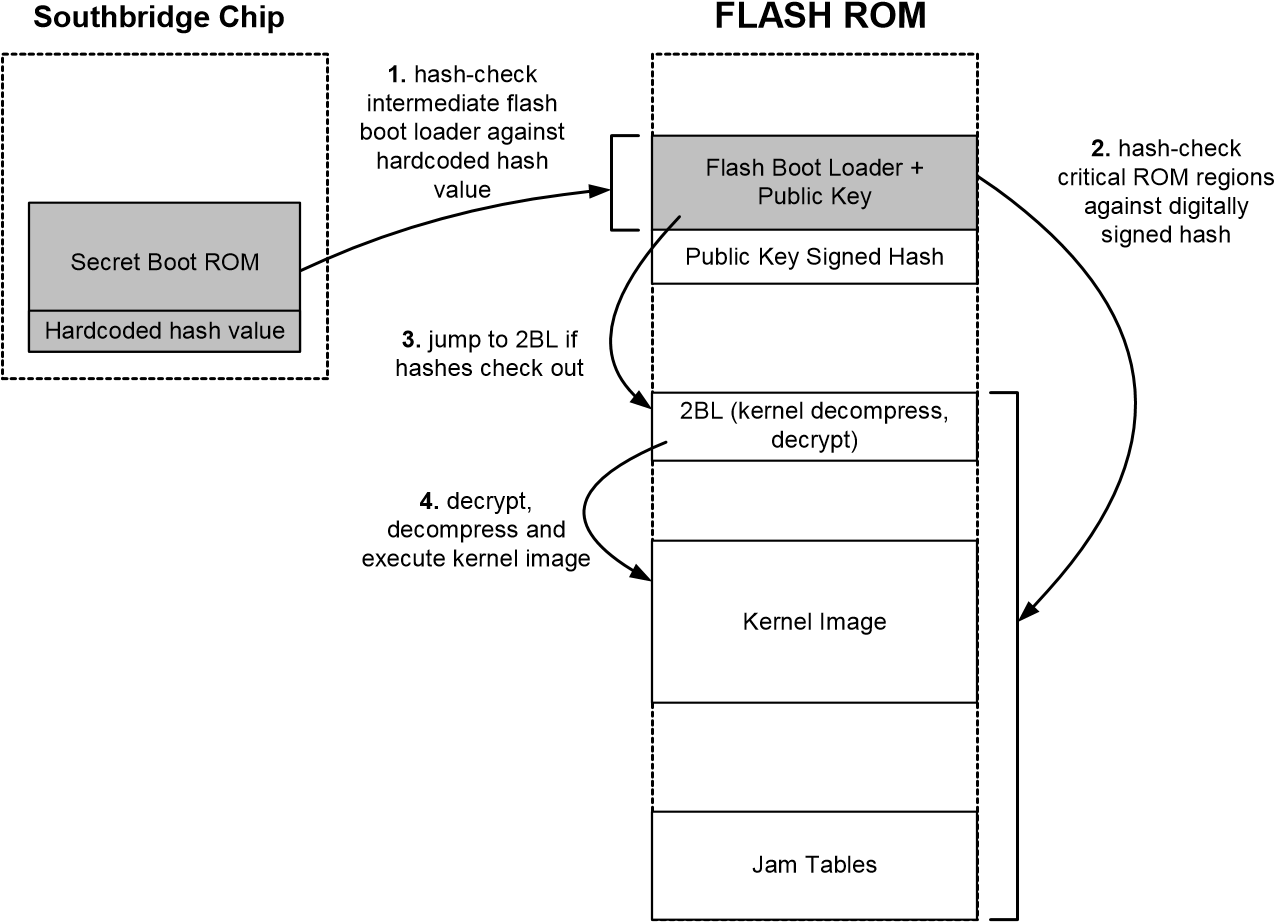 Southbridge Chip
FLASH ROM
1. hash-check
intermediate flash
boot loader against
hardcoded hash
value
2. hash-check
critical ROM regions
against digitally
signed hash
Flash Boot Loader +
Public Key
Public Key Signed Hash
Secret Boot ROM
Hardcoded hash value
3. jump to 2BL if
hashes check out
2BL (kernel decompress,
decrypt)
4. decrypt,
decompress and
execute kernel image
Kernel Image
Jam Tables